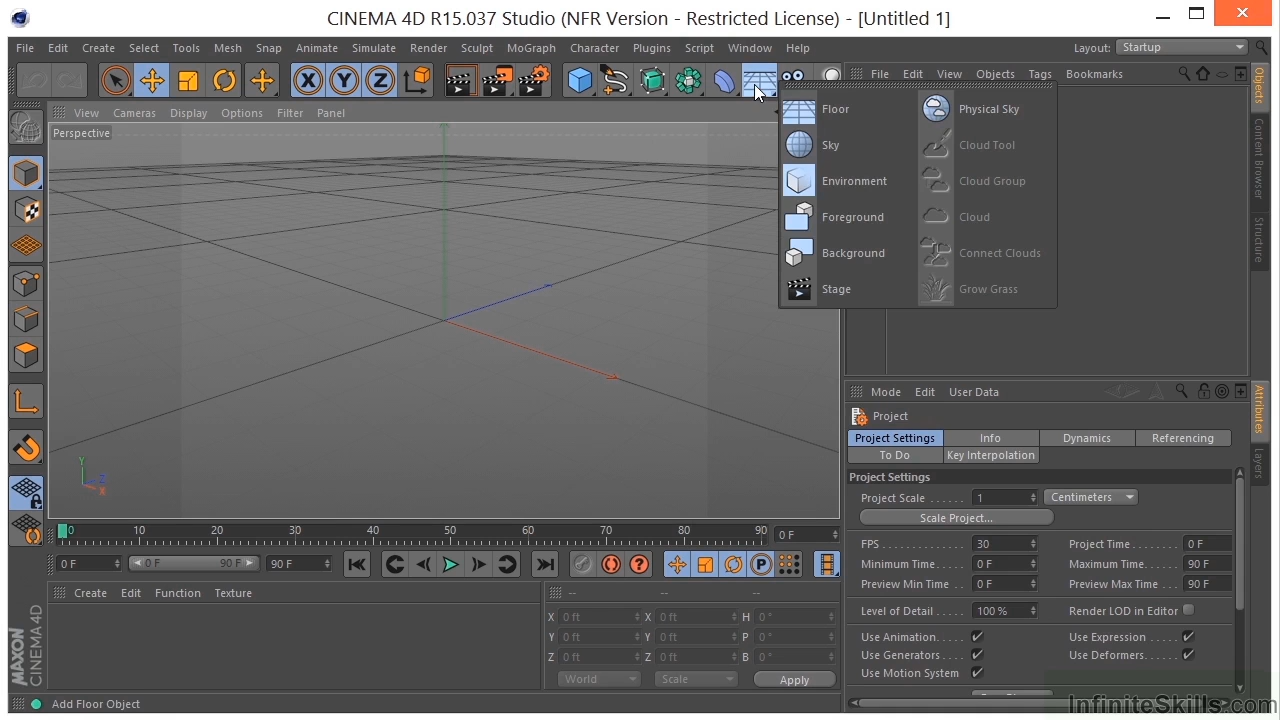 CINEMA 4D R15.037 Studio (NFR Version - Restricted License) - [Untitled 1]
File Edit Create Select Tools Mesh Snap Animate Simulate Render Sculpt MoGraph Character Plugins Script Window Help
Layout: Startup
File Edit View Objects Tags Bookmarks
View Cameras Display Options Filter Panel
Perspective
Floor
Sky
Environment
Foreground
Background
Stage
Physical Sky
Cloud Tool
Cloud Group
Cloud
Connect Clouds
Grow Grass
Objects
Content Browser
Structure
Mode Edit User Data
Attributes
Layers
Project
Project Settings Info Dynamics Referencing
To Do Key Interpolation
Project Settings
Project Scale ...... 1 Centimeters
Scale Project...
FPS ............... 30 Project Time .... 0 F
Minimum Time..... 0 F Maximum Time.... 90 F
Preview Min Time .. 0 F Preview Max Time . 90 F
Level of Detail ..... 100 % Render LOD in Editor
Use Animation.... Use Expression ....
Use Generators .... Use Deformers....
Use Motion System
Y Z X
0 10 20 30 40 50 60 70 80 90 0 F
0 F 0 F 90 F 90 F
P
Create Edit Function Texture
-- -- --
X 0 ft X 0 ft H 0 °
Y 0 ft Y 0 ft P 0 °
Z 0 ft Z 0 ft B 0 °
World Scale Apply
MAXON
CINEMA 4D
Add Floor Object
InfiniteSkills.com